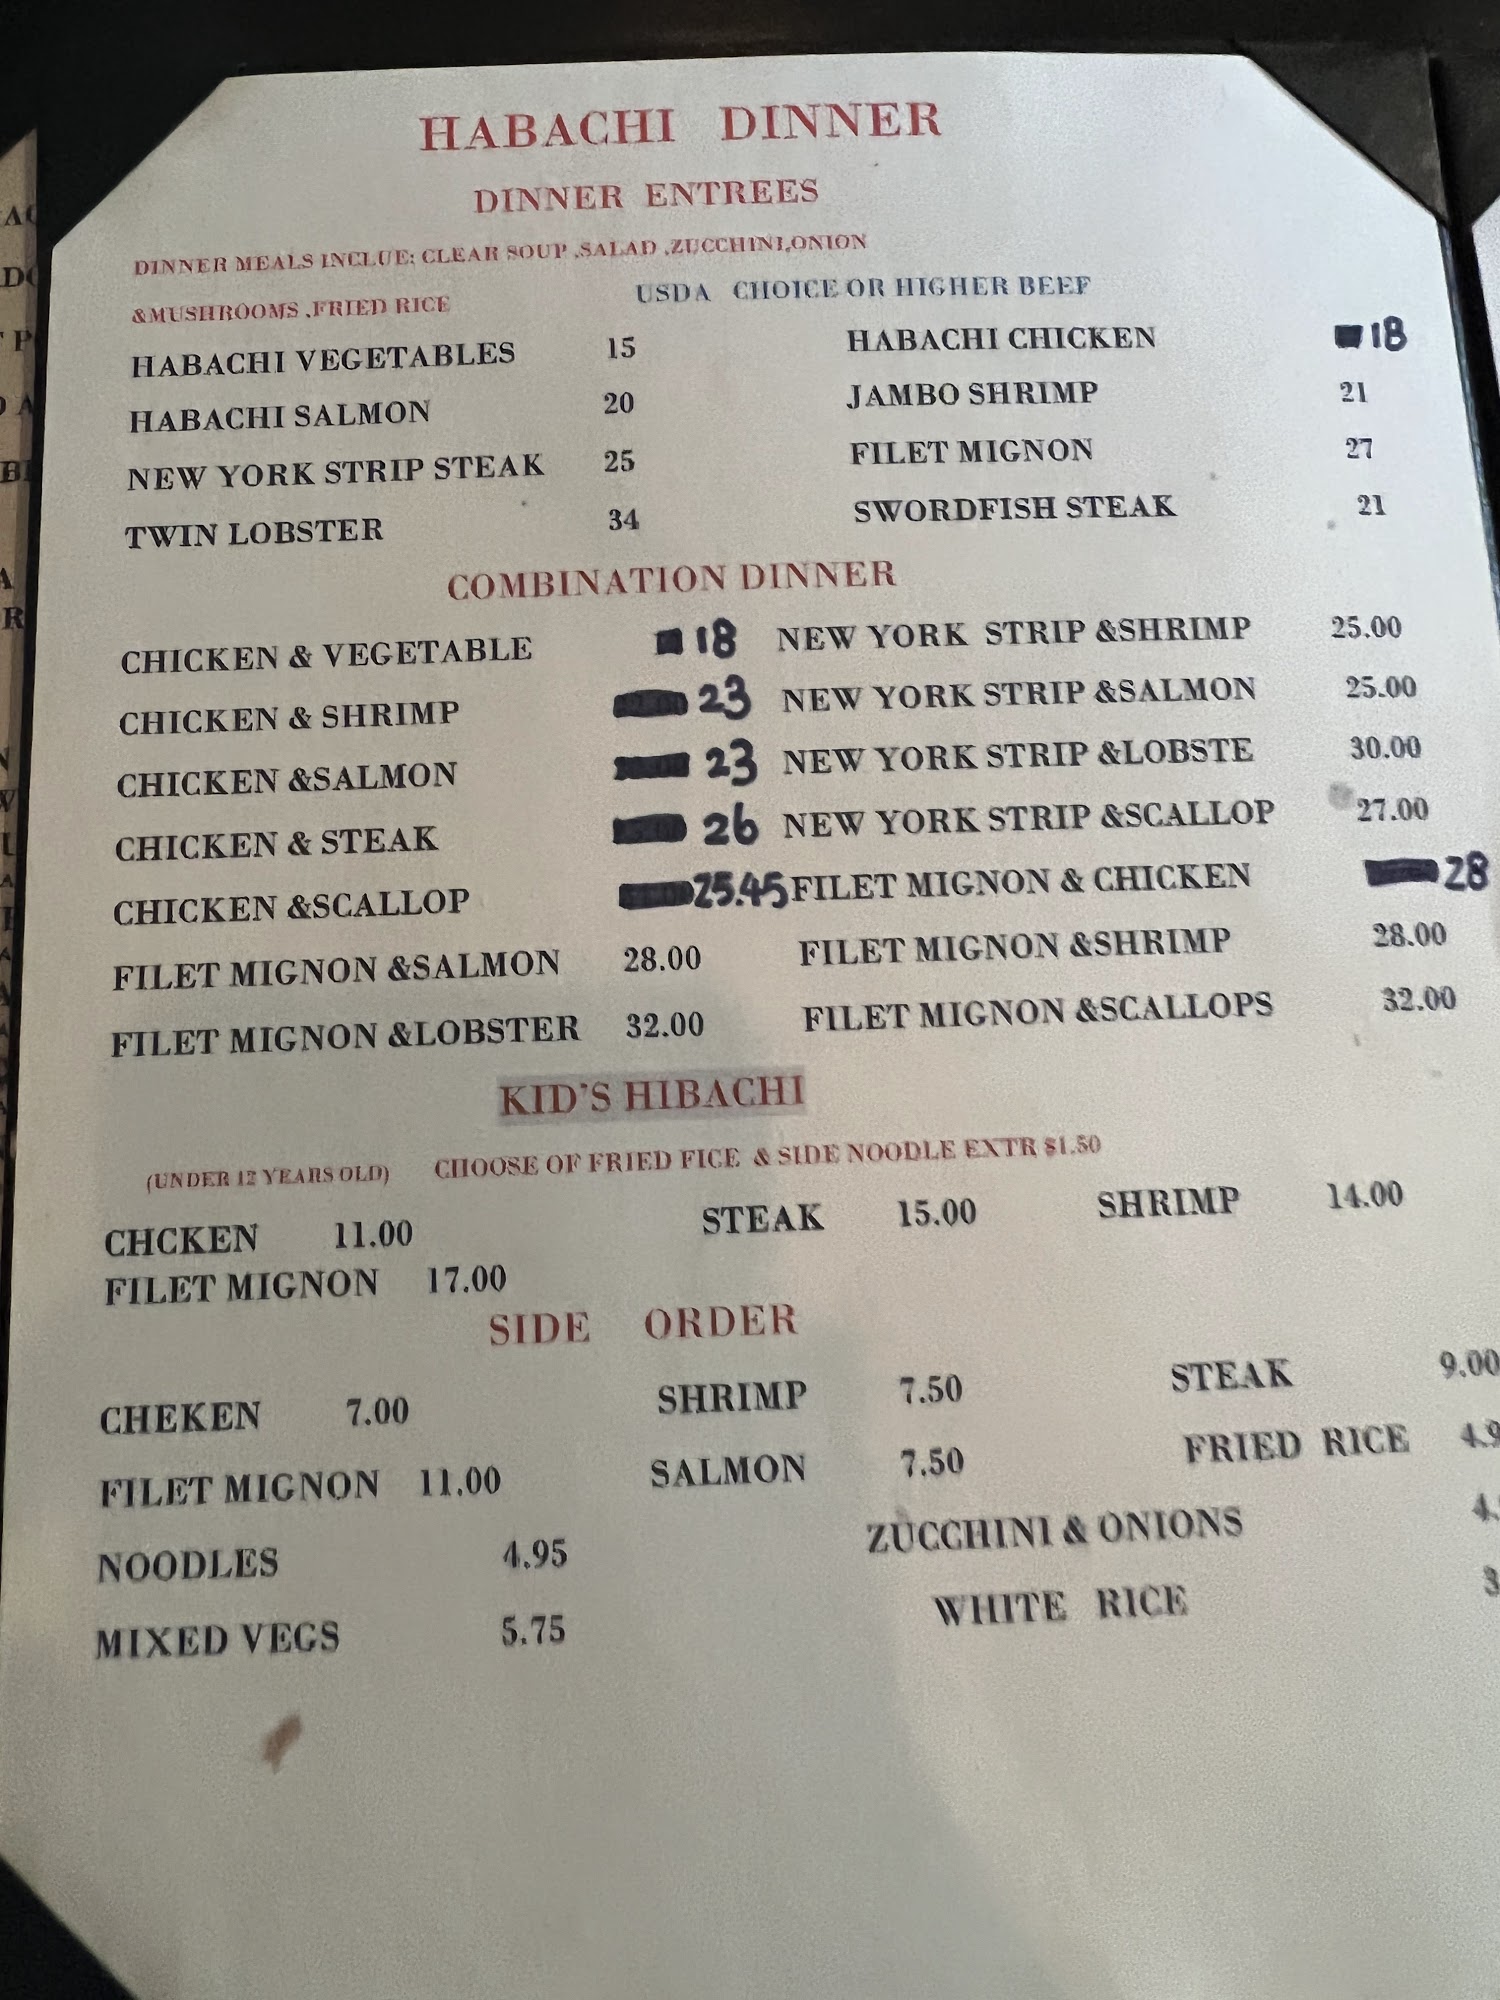 HABACHI DINNER
DINNER ENTREES
DINNER MEALS INCLUE: CLEAR SOUP ,SALAD ,ZUCCHINI,ONION
&MUSHROOMS ,FRIED RICE USDA CHOICE OR HIGHER BEEF
HABACHI VEGETABLES 15 HABACHI CHICKEN 18
HABACHI SALMON 20 JAMBO SHRIMP 21
NEW YORK STRIP STEAK 25 FILET MIGNON 27
TWIN LOBSTER 34 SWORDFISH STEAK 21
COMBINATION DINNER
CHICKEN & VEGETABLE 18 NEW YORK STRIP &SHRIMP 25.00
CHICKEN & SHRIMP 23 NEW YORK STRIP &SALMON 25.00
CHICKEN &SALMON 23 NEW YORK STRIP &LOBSTE 30.00
CHICKEN & STEAK 26 NEW YORK STRIP &SCALLOP 27.00
CHICKEN &SCALLOP 25.45 FILET MIGNON & CHICKEN 28
FILET MIGNON &SALMON 28.00 FILET MIGNON &SHRIMP 28.00
FILET MIGNON &LOBSTER 32.00 FILET MIGNON &SCALLOPS 32.00
KID'S HIBACHI
(UNDER 12 YEARS OLD) CHOOSE OF FRIED FICE & SIDE NOODLE EXTR $1.50
CHCKEN 11.00 STEAK 15.00 SHRIMP 14.00
FILET MIGNON 17.00
SIDE ORDER
CHEKEN 7.00 SHRIMP 7.50 STEAK 9.00
FILET MIGNON 11.00 SALMON 7.50 FRIED RICE
NOODLES 4.95 ZUCCHINI & ONIONS
MIXED VEGS 5.75 WHITE RICE